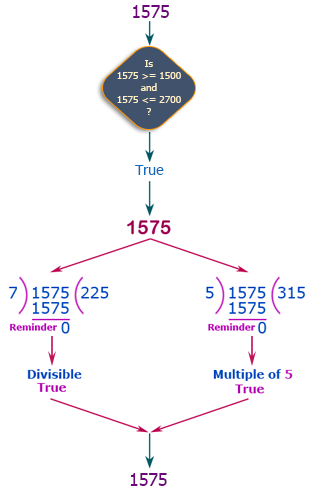 1575
Is
1575 >= 1500
and
1575 <= 2700
?
True
1575
7)1575(225
1575
Reminder 0
Divisible
True
5)1575(315
1575
Reminder 0
Multiple of 5
True
1575